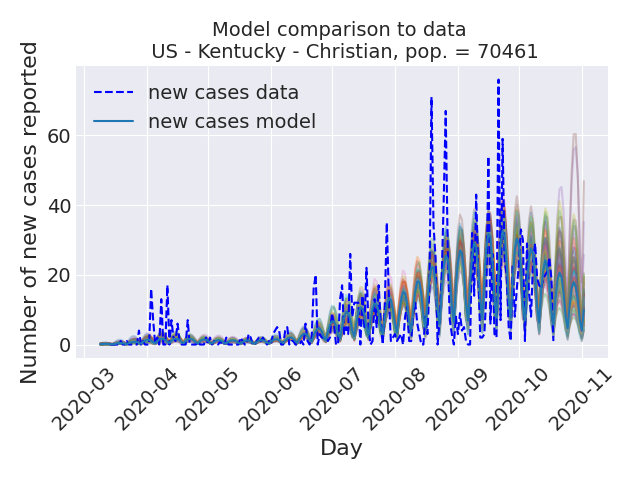 Model comparison to data
US - Kentucky - Christian, pop. = 70461
Number of new cases reported
new cases data
new cases model
60
40
20
0
2020-03
2020-04
2020-05
2020-06
2020-07
2020-08
2020-09
2020-10
2020-11
Day